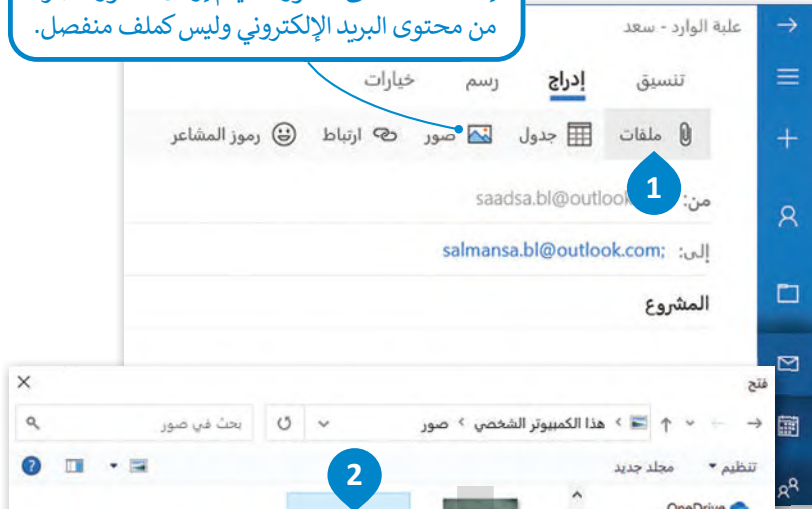 من محتوى البريد الإلكتروني وليس كملف منفصل.
علبة الوارد - سعد
تنسيق إدراج رسم خيارات
ملفات جدول صور ارتباط رموز المشاعر
1
من: saadsa.bl@outlook
إلى: salmansa.bl@outlook.com;
المشروع
فتح
هذا الكمبيوتر الشخصي › صور بحث في صور
تنظيم مجلد جديد
2
OneDrive